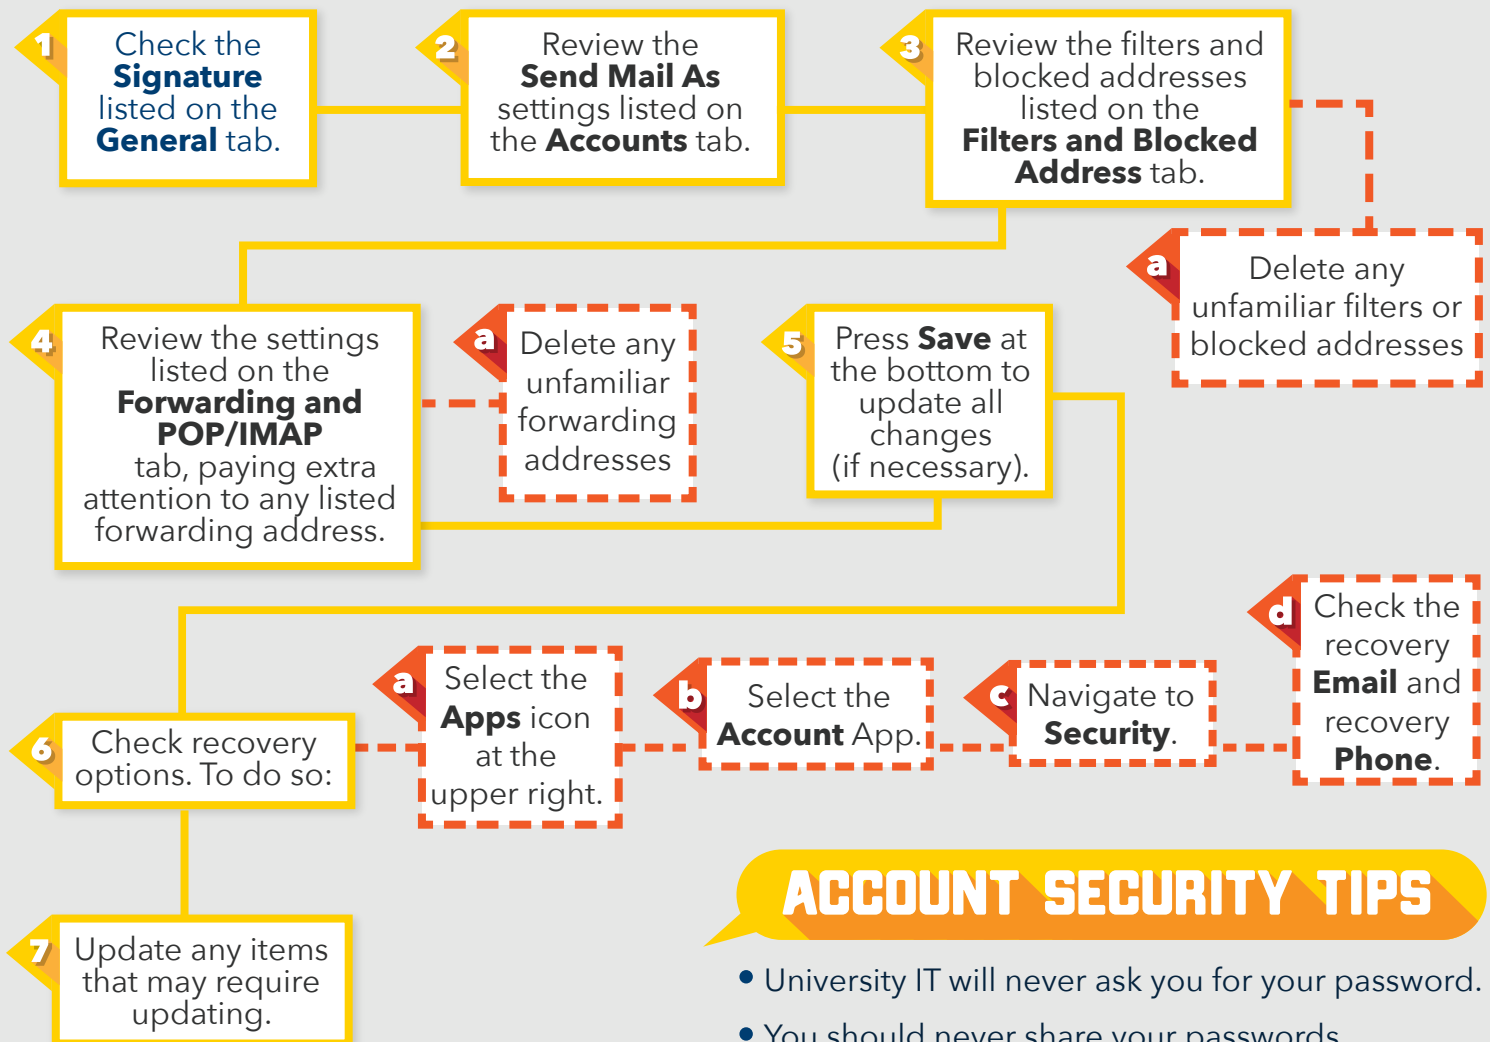 1
Check the
Signature
listed on the
General tab.
2
Review the
Send Mail As
settings listed on
the Accounts tab.
3
Review the filters and
blocked addresses
listed on the
Filters and Blocked
Address tab.
a
Delete any
unfamiliar filters or
blocked addresses
4
Review the settings
listed on the
Forwarding and
POP/IMAP
tab, paying extra
attention to any listed
forwarding address.
a
Delete any
unfamiliar
forwarding
addresses
5
Press Save at
the bottom to
update all
changes
(if necessary).
6
Check recovery
options. To do so:
a
Select the
Apps icon
at the
upper right.
b
Select the
Account App.
c
Navigate to
Security.
d
Check the
recovery
Email and
recovery
Phone.
7
Update any items
that may require
updating.
ACCOUNT SECURITY TIPS
• University IT will never ask you for your password.
• You should never share your passwords